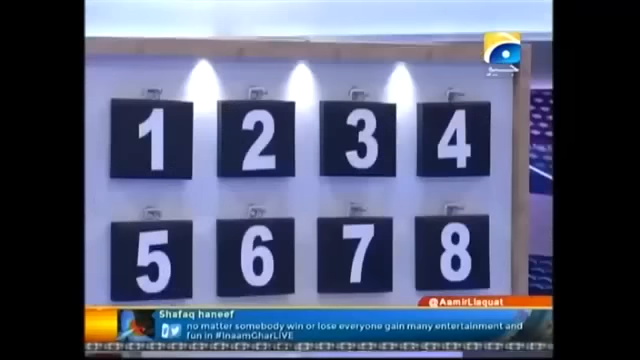 1 2 3 4
5 6 7 8
@AamirLiaquat
Shafaq haneef
no matter somebody win or lose everyone gain many entertainment and
fun in #InaamGharLIVE